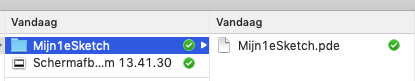 Vandaag
Mijn1eSketch
Schermafb...m 13.41.30
Vandaag
Mijn1eSketch.pde